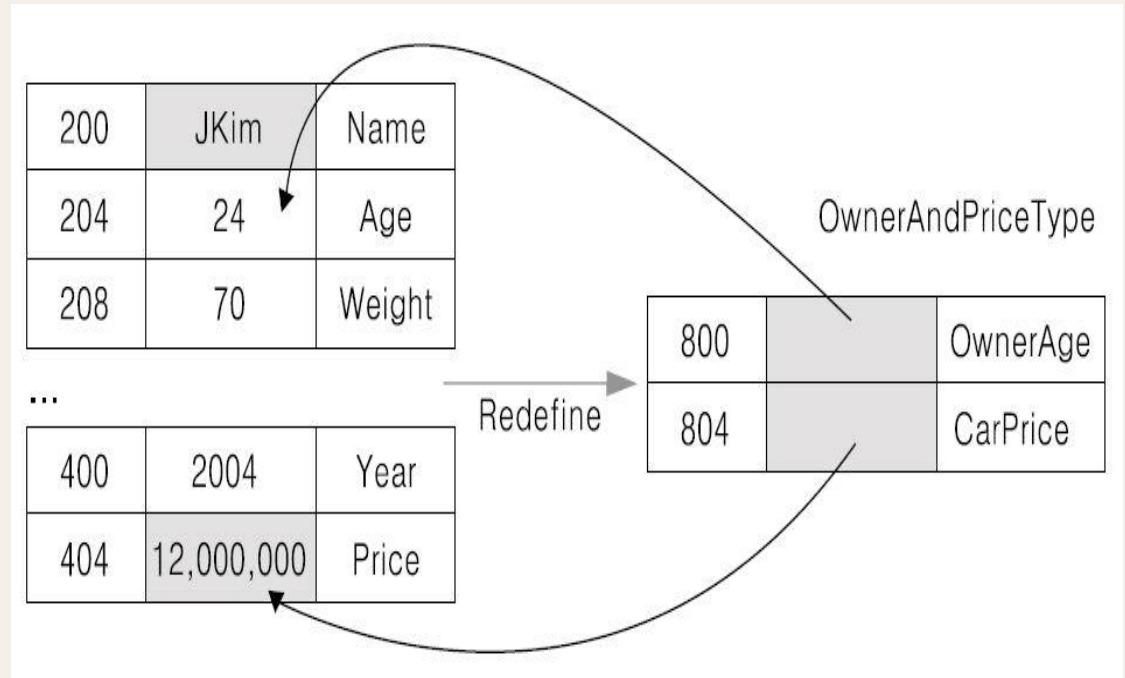 200 JKim Name
204 24 Age
208 70 Weight
...
400 2004 Year
404 12,000,000 Price
Redefine
OwnerAndPriceType
800 OwnerAge
804 CarPrice